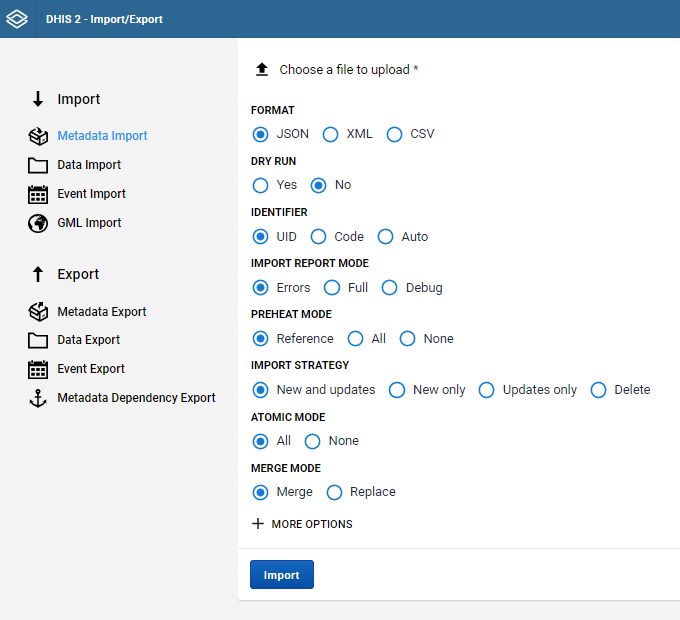 DHIS 2 - Import/Export
Import
Metadata Import
Data Import
Event Import
GML Import
Export
Metadata Export
Data Export
Event Export
Metadata Dependency Export
Choose a file to upload *
FORMAT
JSON XML CSV
DRY RUN
Yes No
IDENTIFIER
UID Code Auto
IMPORT REPORT MODE
Errors Full Debug
PREHEAT MODE
Reference All None
IMPORT STRATEGY
New and updates New only Updates only Delete
ATOMIC MODE
All None
MERGE MODE
Merge Replace
MORE OPTIONS
Import